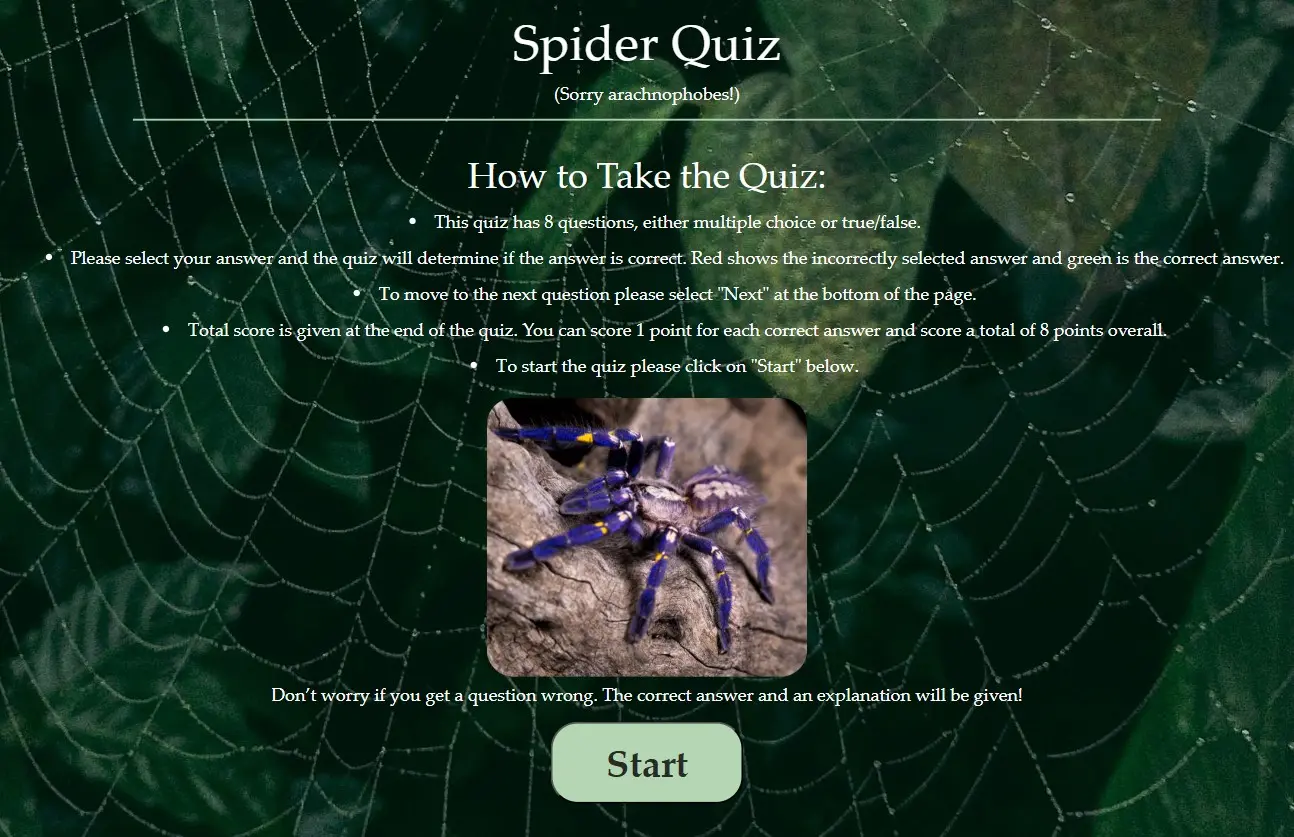 Spider Quiz
(Sorry arachnophobes!)
How to Take the Quiz:
• This quiz has 8 questions, either multiple choice or true/false.
• Please select your answer and the quiz will determine if the answer is correct. Red shows the incorrectly selected answer and green is the correct answer.
• To move to the next question please select "Next" at the bottom of the page.
• Total score is given at the end of the quiz. You can score 1 point for each correct answer and score a total of 8 points overall.
• To start the quiz please click on "Start" below.
Don’t worry if you get a question wrong. The correct answer and an explanation will be given!
Start